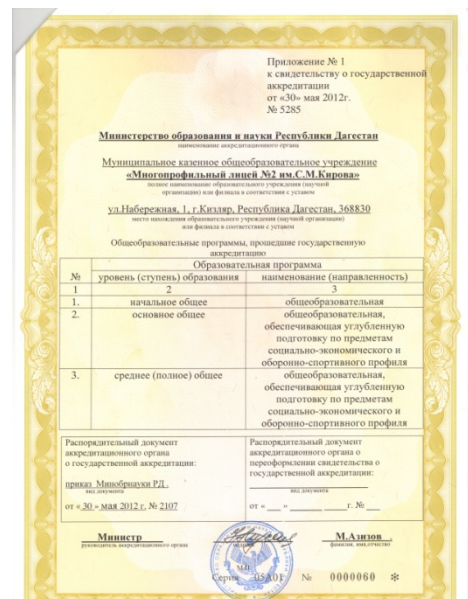 Приложение № 1
к свидетельству о государственной
аккредитации
от «30» мая 2012г.
№ 5285
Министерство образования и науки Республики Дагестан
наименование аккредитационного органа
Муниципальное казенное общеобразовательное учреждение
«Многопрофильный лицей №2 им.С.М.Кирова»
полное наименование образовательного учреждения (научной
организации) или филиала в соответствии с уставом
ул.Набережная, 1, г.Кизляр, Республика Дагестан, 368830
место нахождения образовательного учреждения (научной организации)
или филиала в соответствии с уставом
Общеобразовательные программы, прошедшие государственную
аккредитацию
№ Образовательная программа
уровень (ступень) образования наименование (направленность)
1 2 3
1. начальное общее общеобразовательная
2. основное общее общеобразовательная,
обеспечивающая углубленную
подготовку по предметам
социально-экономического и
оборонно-спортивного профиля
3. среднее (полное) общее общеобразовательная,
обеспечивающая углубленную
подготовку по предметам
социально-экономического и
оборонно-спортивного профиля
Распорядительный документ
аккредитационного органа
о государственной аккредитации:
приказ Минобрнауки РД .
вид документа
от « 30 » мая 2012 г. № 2107
Распорядительный документ
аккредитационного органа о
переоформлении свидетельства о
государственной аккредитации:
вид документа
от « __ » ______ ____ г. № ___
Министр М.Азизов
руководитель аккредитационного органа фамилия, имя,отчество
М.П.
Серия 05А01 № 0000060 *